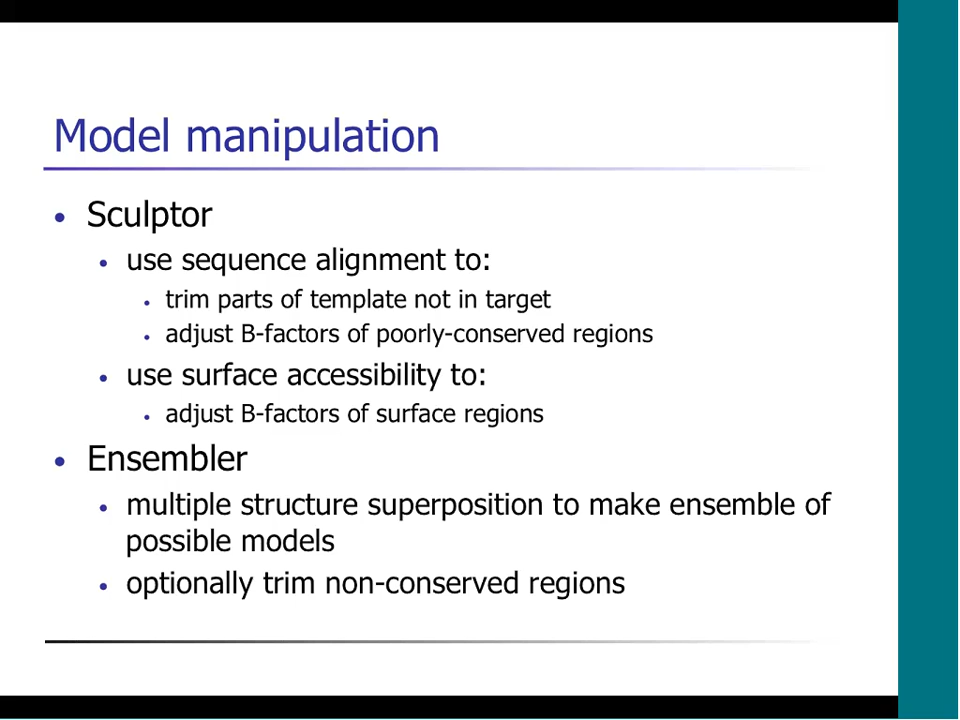 Model manipulation
• Sculptor
• use sequence alignment to:
• trim parts of template not in target
• adjust B-factors of poorly-conserved regions
• use surface accessibility to:
• adjust B-factors of surface regions
• Ensembler
• multiple structure superposition to make ensemble of
possible models
• optionally trim non-conserved regions